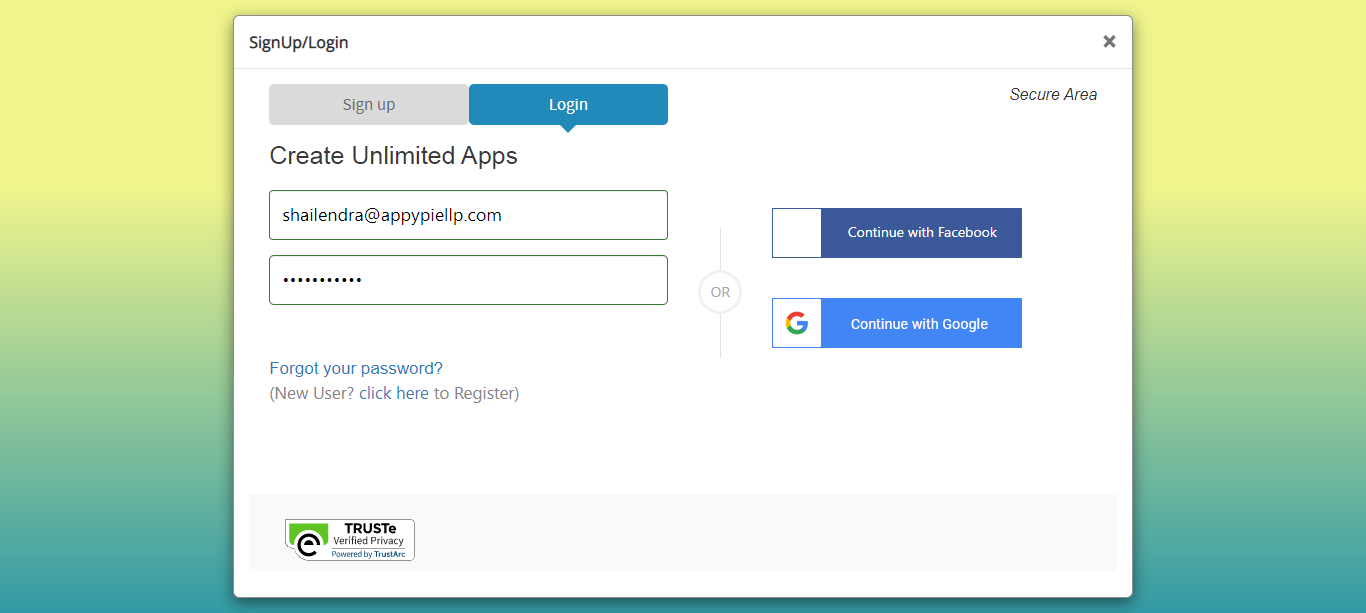 SignUp/Login
×
Sign up
Login
Secure Area
Create Unlimited Apps
shailendra@appypiellp.com
•••••••••••
Continue with Facebook
OR
Continue with Google
Forgot your password?
(New User? click here to Register)
TRUSTe
Verified Privacy
Powered by TrustArc